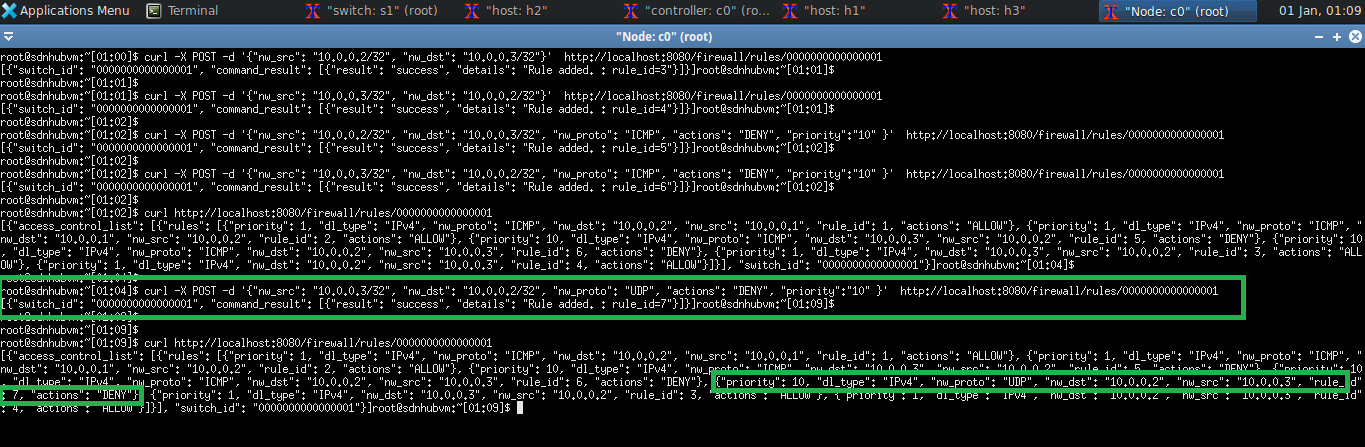 Applications Menu
Terminal
"switch: s1" (root)
"host: h2"
"controller: c0" (ro...
"host: h1"
"host: h3"
"Node: c0" (root)
01 Jan, 01:09
"Node: c0" (root)
root@sdnhubvm:~[01:00]$ curl -X POST -d '{"nw_src": "10.0.0.2/32", "nw_dst": "10.0.0.3/32"}'  http://localhost:8080/firewall/rules/0000000000000001
[{"switch_id": "0000000000000001", "command_result": [{"result": "success", "details": "Rule added. : rule_id=3"}]}]root@sdnhubvm:~[01:01]$
root@sdnhubvm:~[01:01]$
root@sdnhubvm:~[01:01]$ curl -X POST -d '{"nw_src": "10.0.0.3/32", "nw_dst": "10.0.0.2/32"}'  http://localhost:8080/firewall/rules/0000000000000001
[{"switch_id": "0000000000000001", "command_result": [{"result": "success", "details": "Rule added. : rule_id=4"}]}]root@sdnhubvm:~[01:01]$
root@sdnhubvm:~[01:02]$
root@sdnhubvm:~[01:02]$ curl -X POST -d '{"nw_src": "10.0.0.2/32", "nw_dst": "10.0.0.3/32", "nw_proto": "ICMP", "actions": "DENY", "priority":"10" }'  http://localhost:8080/firewall/rules/0000000000000001
[{"switch_id": "0000000000000001", "command_result": [{"result": "success", "details": "Rule added. : rule_id=5"}]}]root@sdnhubvm:~[01:02]$
root@sdnhubvm:~[01:02]$
root@sdnhubvm:~[01:02]$ curl -X POST -d '{"nw_src": "10.0.0.3/32", "nw_dst": "10.0.0.2/32", "nw_proto": "ICMP", "actions": "DENY", "priority":"10" }'  http://localhost:8080/firewall/rules/0000000000000001
[{"switch_id": "0000000000000001", "command_result": [{"result": "success", "details": "Rule added. : rule_id=6"}]}]root@sdnhubvm:~[01:02]$
root@sdnhubvm:~[01:02]$
root@sdnhubvm:~[01:02]$ curl http://localhost:8080/firewall/rules/0000000000000001
[{"access_control_list": [{"rules": [{"priority": 1, "dl_type": "IPv4", "nw_proto": "ICMP", "nw_dst": "10.0.0.2", "nw_src": "10.0.0.1", "rule_id": 1, "actions": "ALLOW"}, {"priority": 1, "dl_type": "IPv4", "nw_proto": "ICMP", "
nw_dst": "10.0.0.1", "nw_src": "10.0.0.2", "rule_id": 2, "actions": "ALLOW"}, {"priority": 10, "dl_type": "IPv4", "nw_proto": "ICMP", "nw_dst": "10.0.0.3", "nw_src": "10.0.0.2", "rule_id": 5, "actions": "DENY"}, {"priority": 10
, "dl_type": "IPv4", "nw_proto": "ICMP", "nw_dst": "10.0.0.2", "nw_src": "10.0.0.3", "rule_id": 6, "actions": "DENY"}, {"priority": 1, "dl_type": "IPv4", "nw_dst": "10.0.0.3", "nw_src": "10.0.0.2", "rule_id": 3, "actions": "ALL
OW"}, {"priority": 1, "dl_type": "IPv4", "nw_dst": "10.0.0.2", "nw_src": "10.0.0.3", "rule_id": 4, "actions": "ALLOW"}]}], "switch_id": "0000000000000001"}]root@sdnhubvm:~[01:04]$
root@sdnhubvm:~[01:04]$ curl -X POST -d '{"nw_src": "10.0.0.3/32", "nw_dst": "10.0.0.2/32", "nw_proto": "UDP", "actions": "DENY", "priority":"10" }'  http://localhost:8080/firewall/rules/0000000000000001
[{"switch_id": "0000000000000001", "command_result": [{"result": "success", "details": "Rule added. : rule_id=7"}]}]root@sdnhubvm:~[01:09]$
root@sdnhubvm:~[01:09]$
root@sdnhubvm:~[01:09]$ curl http://localhost:8080/firewall/rules/0000000000000001
[{"access_control_list": [{"rules": [{"priority": 1, "dl_type": "IPv4", "nw_proto": "ICMP", "nw_dst": "10.0.0.2", "nw_src": "10.0.0.1", "rule_id": 1, "actions": "ALLOW"}, {"priority": 1, "dl_type": "IPv4", "nw_proto": "ICMP", "
nw_dst": "10.0.0.1", "nw_src": "10.0.0.2", "rule_id": 2, "actions": "ALLOW"}, {"priority": 10, "dl_type": "IPv4", "nw_proto": "ICMP", "nw_dst": "10.0.0.3", "nw_src": "10.0.0.2", "rule_id": 5, "actions": "DENY"}, {"priority": 10
, "dl_type": "IPv4", "nw_proto": "ICMP", "nw_dst": "10.0.0.2", "nw_src": "10.0.0.3", "rule_id": 6, "actions": "DENY"}, {"priority": 10, "dl_type": "IPv4", "nw_proto": "UDP", "nw_dst": "10.0.0.2", "nw_src": "10.0.0.3", "rule_id"
: 7, "actions": "DENY"}, {"priority": 1, "dl_type": "IPv4", "nw_dst": "10.0.0.3", "nw_src": "10.0.0.2", "rule_id": 3, "actions": "ALLOW"}, {"priority": 1, "dl_type": "IPv4", "nw_dst": "10.0.0.2", "nw_src": "10.0.0.3", "rule_id"
: 4, "actions": "ALLOW"}]}], "switch_id": "0000000000000001"}]root@sdnhubvm:~[01:09]$